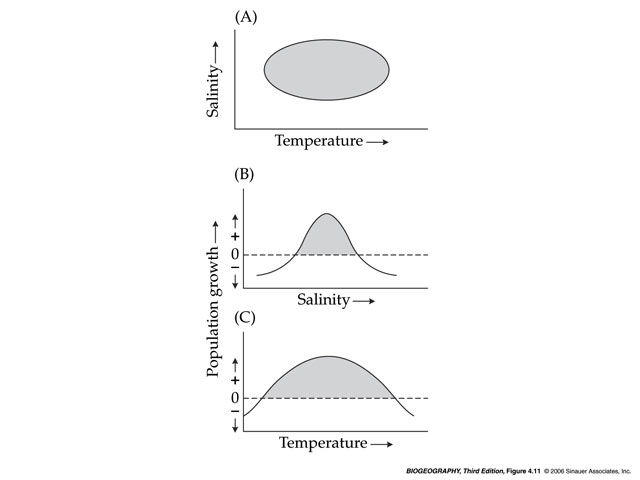 (A)
Salinity→
Temperature →
(B)
Population growth →
← − 0 + →
Salinity →
(C)
← − 0 + →
Temperature →
BIOGEOGRAPHY, Third Edition, Figure 4.11 © 2006 Sinauer Associates, Inc.